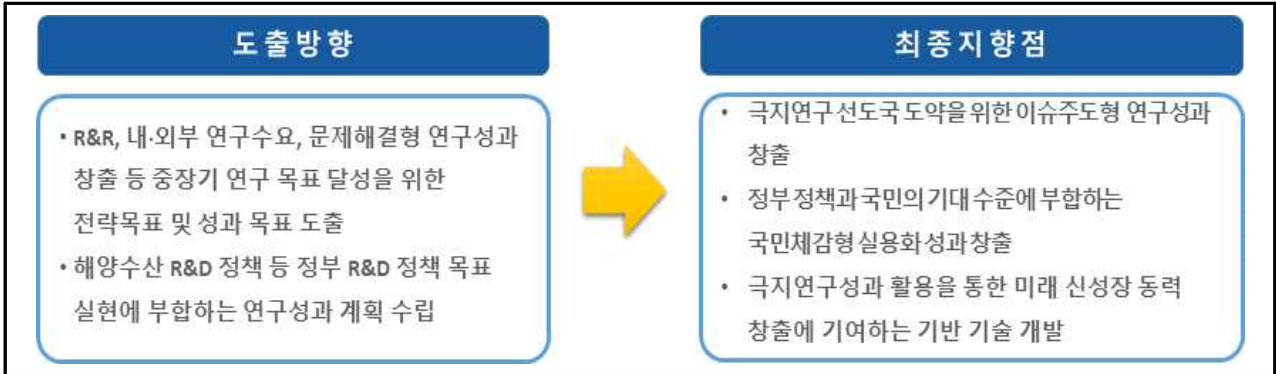 도출방향
• R&R, 내·외부 연구수요, 문제해결형 연구성과
창출 등 중장기 연구 목표 달성을 위한
전략목표 및 성과 목표 도출
• 해양수산 R&D 정책 등 정부 R&D 정책 목표
실현에 부합하는 연구성과 계획 수립
최종지향점
• 극지연구 선도국 도약을 위한 이슈주도형 연구성과
창출
• 정부 정책과 국민의 기대 수준에 부합하는
국민체감형 실용화 성과 창출
• 극지연구성과 활용을 통한 미래 신성장 동력
창출에 기여하는 기반 기술 개발